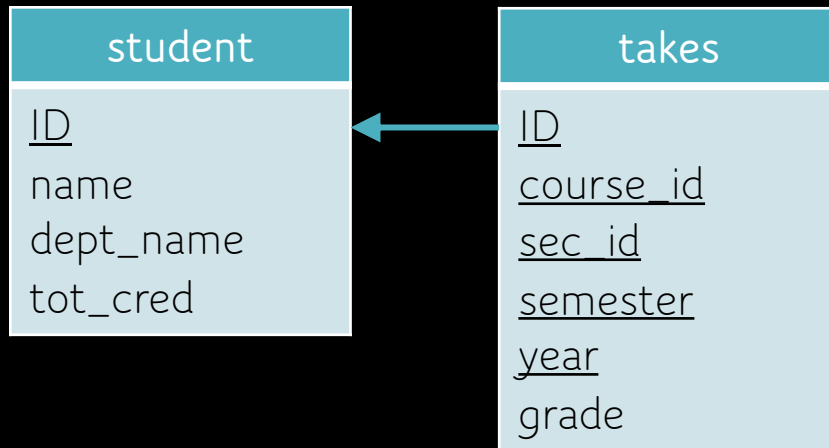 student
ID
name
dept_name
tot_cred
takes
ID
course_id
sec_id
semester
year
grade